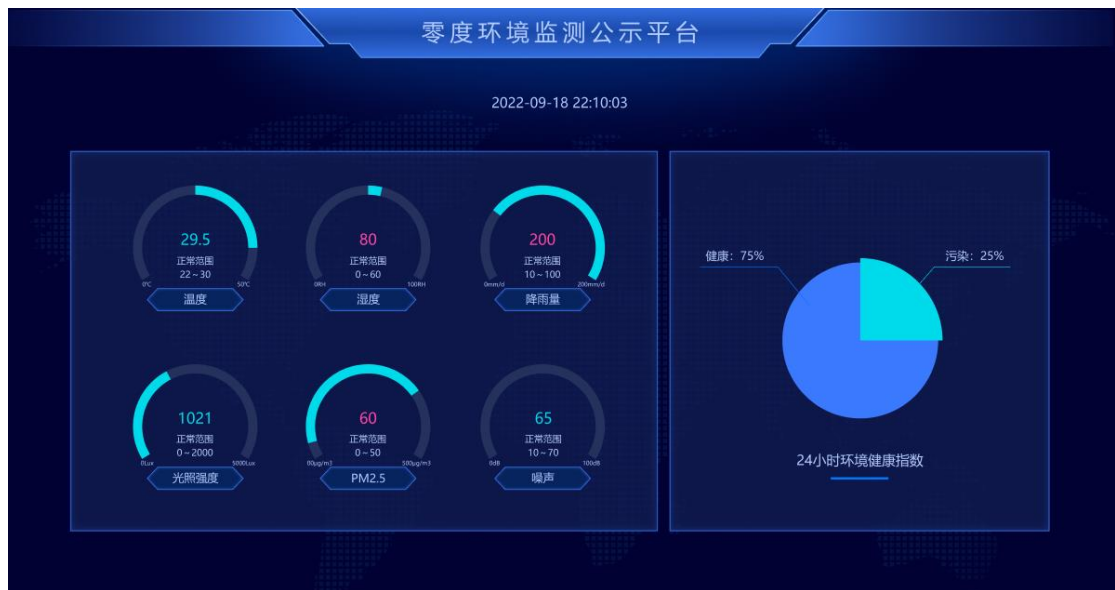 零度环境监测公示平台
2022-09-18 22:10:03
29.5
正常范围
22~30
0℃ 50℃
温度
80
正常范围
0~60
0RH 100RH
湿度
200
正常范围
10~100
0mm/d 200mm/d
降雨量
1021
正常范围
0~2000
0Lux 5000Lux
光照强度
60
正常范围
0~50
00μg/m3 500μg/m3
PM2.5
65
正常范围
10~70
0dB 100dB
噪声
健康：75%
污染：25%
24小时环境健康指数